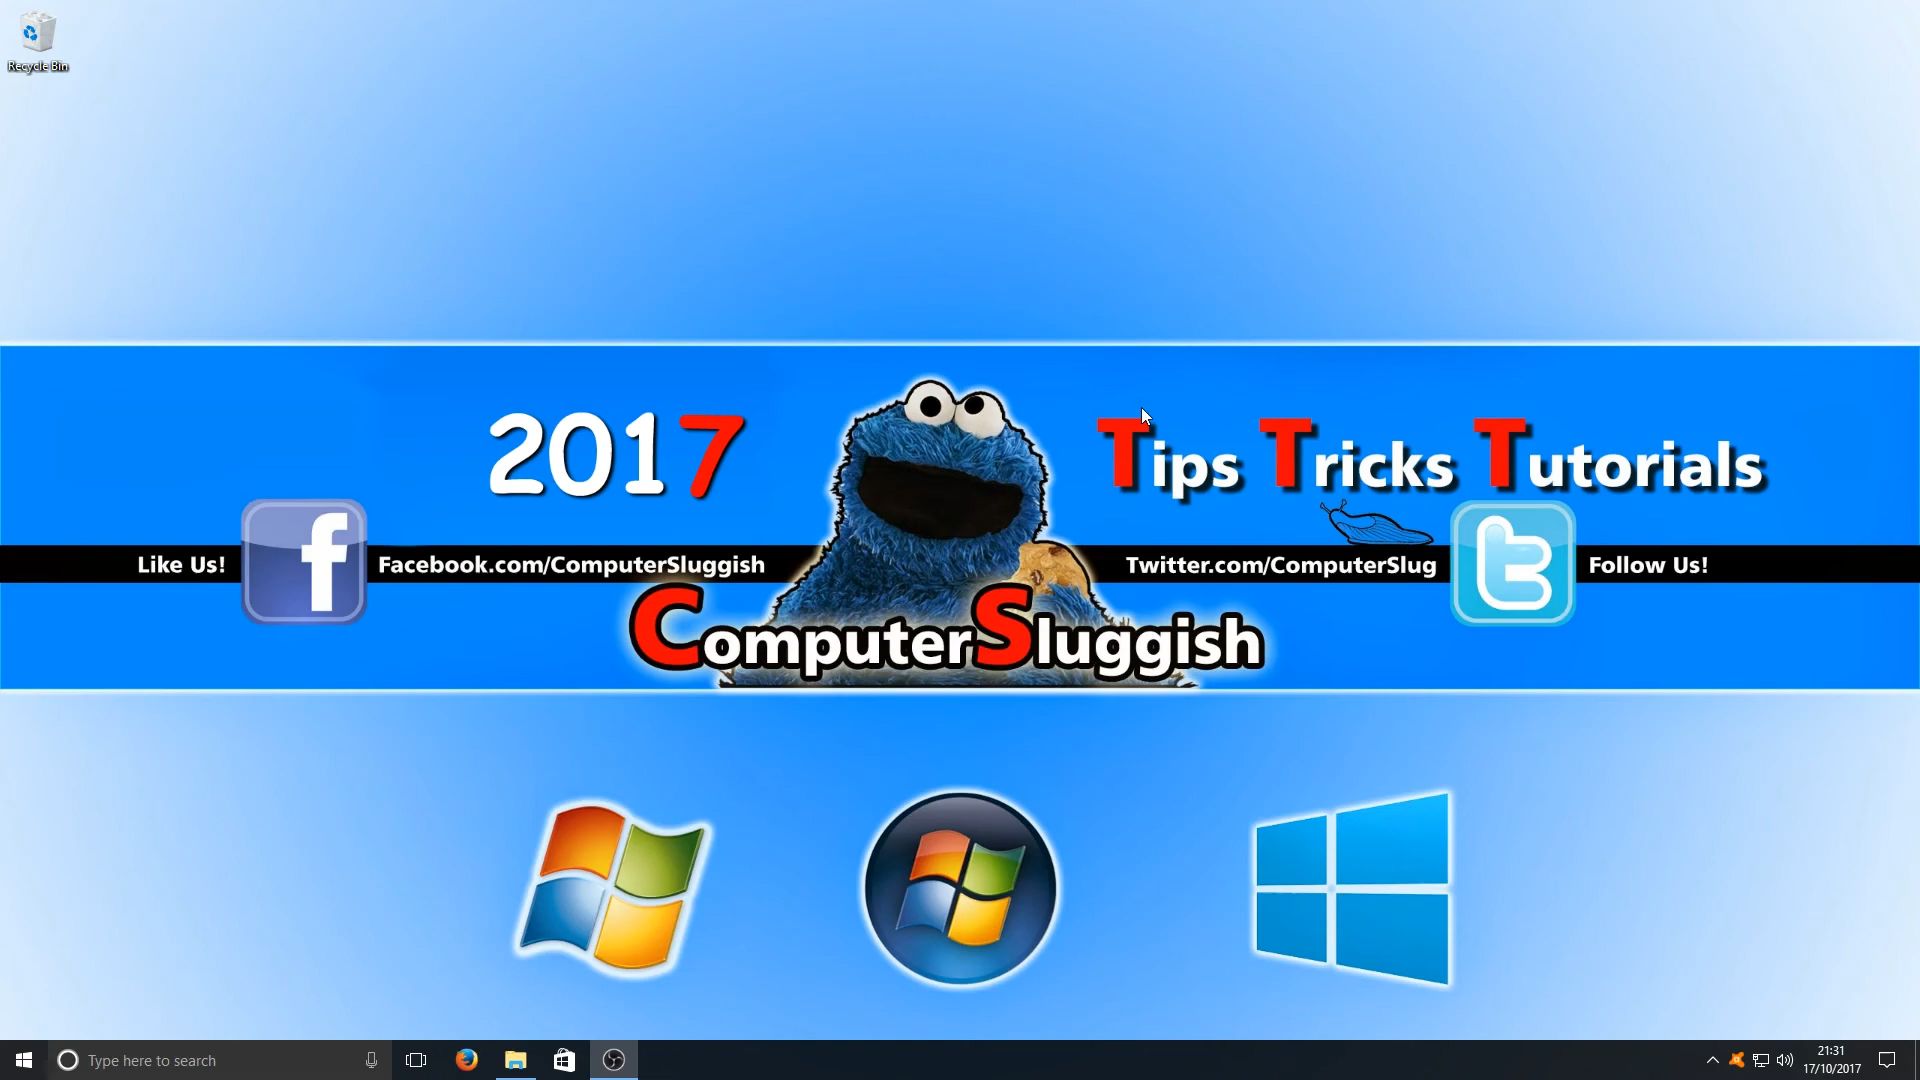 Recycle Bin
2017
Tips Tricks Tutorials
Like Us!
Facebook.com/ComputerSluggish
Twitter.com/ComputerSlug
Follow Us!
ComputerSluggish
Type here to search
21:31
17/10/2017